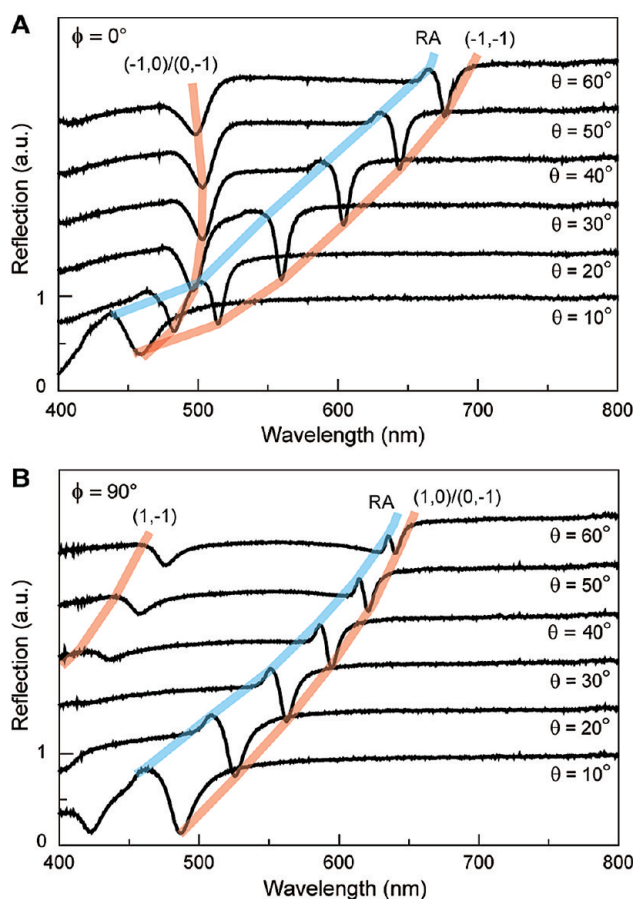 A
ϕ = 0°
RA
(-1,-1)
(-1,0)/(0,-1)
θ = 60°
θ = 50°
θ = 40°
θ = 30°
θ = 20°
θ = 10°
Reflection (a.u.)
1
0
400 500 600 700 800
Wavelength (nm)
B
ϕ = 90°
(1,-1)
RA
(1,0)/(0,-1)
θ = 60°
θ = 50°
θ = 40°
θ = 30°
θ = 20°
θ = 10°
Reflection (a.u.)
1
0
400 500 600 700 800
Wavelength (nm)